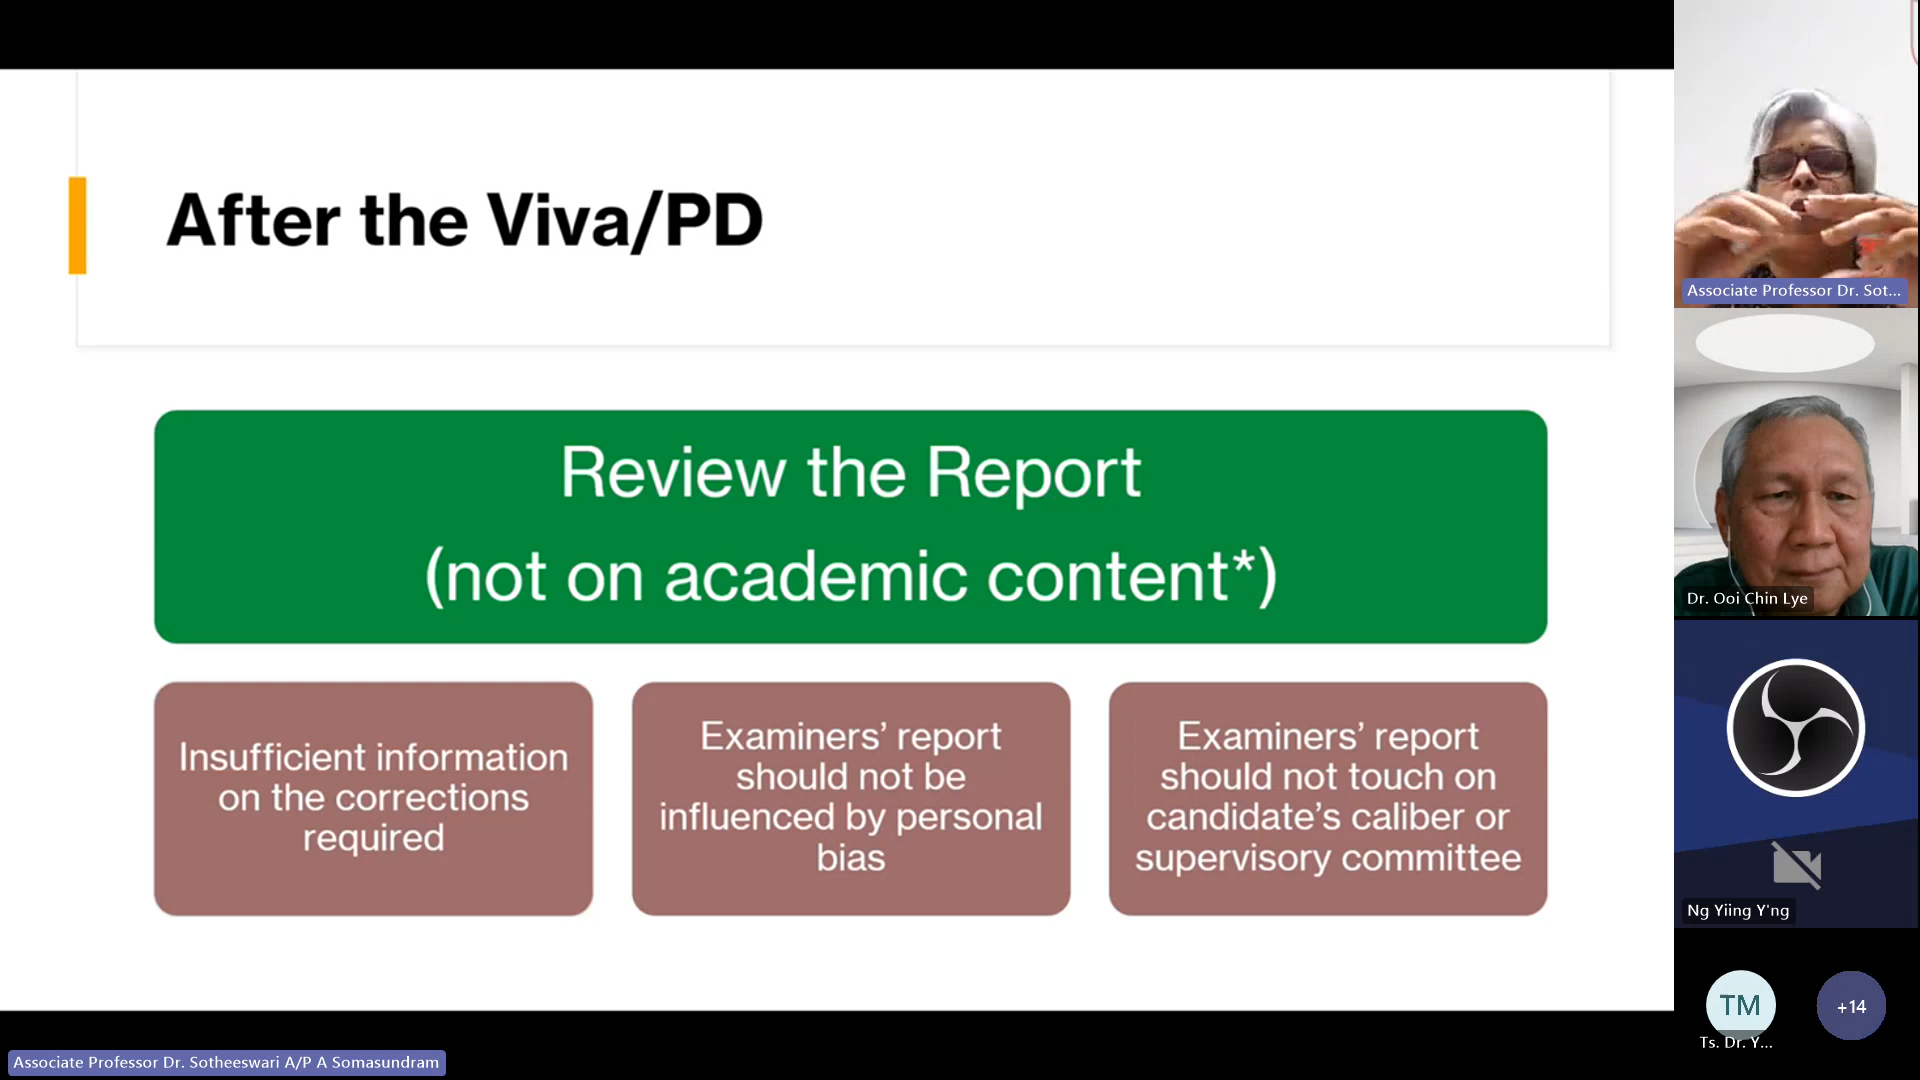 After the Viva/PD
Review the Report
(not on academic content*)
Insufficient information
on the corrections
required
Examiners’ report
should not be
influenced by personal
bias
Examiners’ report
should not touch on
candidate’s caliber or
supervisory committee
Associate Professor Dr. Sot...
Dr. Ooi Chin Lye
Ng Yiing Y'ng
TM
+14
Ts. Dr. Y...
Associate Professor Dr. Sotheeswari A/P A Somasundram